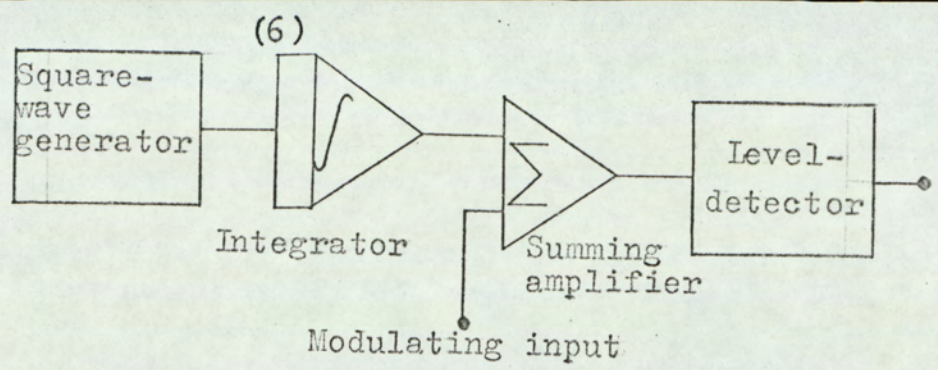 (6)
Square-
wave
generator
∫
Σ
Level-
detector
Integrator
Summing
amplifier
Modulating input